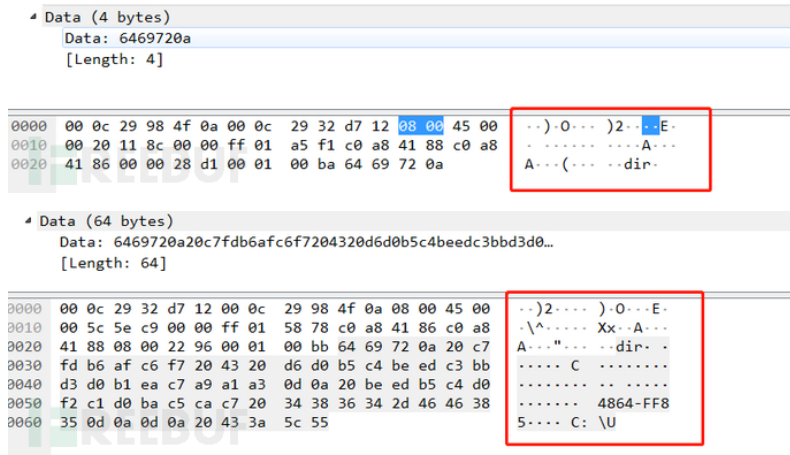 Data (4 bytes)
Data: 6469720a
[Length: 4]
0000 00 0c 29 98 4f 0a 00 0c 29 32 d7 12 08 00 45 00 ··)·O··· )2····E·
0010 00 20 11 8c 00 00 ff 01 a5 f1 c0 a8 41 88 c0 a8 · ······ ····A···
0020 41 86 00 00 28 d1 00 01 00 ba 64 69 72 0a A···(··· ··dir·
REEBUF
Data (64 bytes)
Data: 6469720a20c7fdb6afc6f7204320d6d0b5c4beedc3bbd3d0…
[Length: 64]
0000 00 0c 29 32 d7 12 00 0c 29 98 4f 0a 08 00 45 00 ··)2···· )·O···E·
0010 00 5c 5e c9 00 00 ff 01 58 78 c0 a8 41 86 c0 a8 ·\^····· Xx··A···
0020 41 88 08 00 22 96 00 01 00 bb 64 69 72 0a 20 c7 A···"··· ··dir· ·
0030 fd b6 af c6 f7 20 43 20 d6 d0 b5 c4 be ed c3 bb ····· C ········
0040 d3 d0 b1 ea c7 a9 a1 a3 0d 0a 20 be ed b5 c4 d0 ········ ·· ·····
0050 f2 c1 d0 ba c5 ca c7 20 34 38 36 34 2d 46 46 38 ······· 4864-FF8
0060 35 0d 0a 0d 0a 20 43 3a 5c 55 5···· C: \U
REEBUF